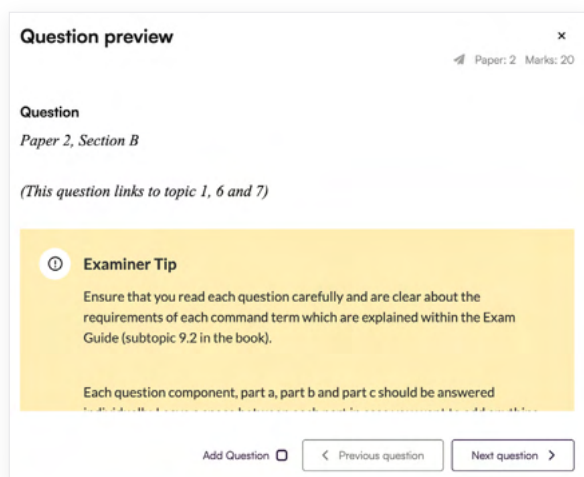 Question preview
Paper: 2 Marks: 20
Question
Paper 2, Section B
(This question links to topic 1, 6 and 7)
Examiner Tip
Ensure that you read each question carefully and are clear about the
requirements of each command term which are explained within the Exam
Guide (subtopic 9.2 in the book).
Each question component, part a, part b and part c should be answered
Add Question
Previous question
Next question